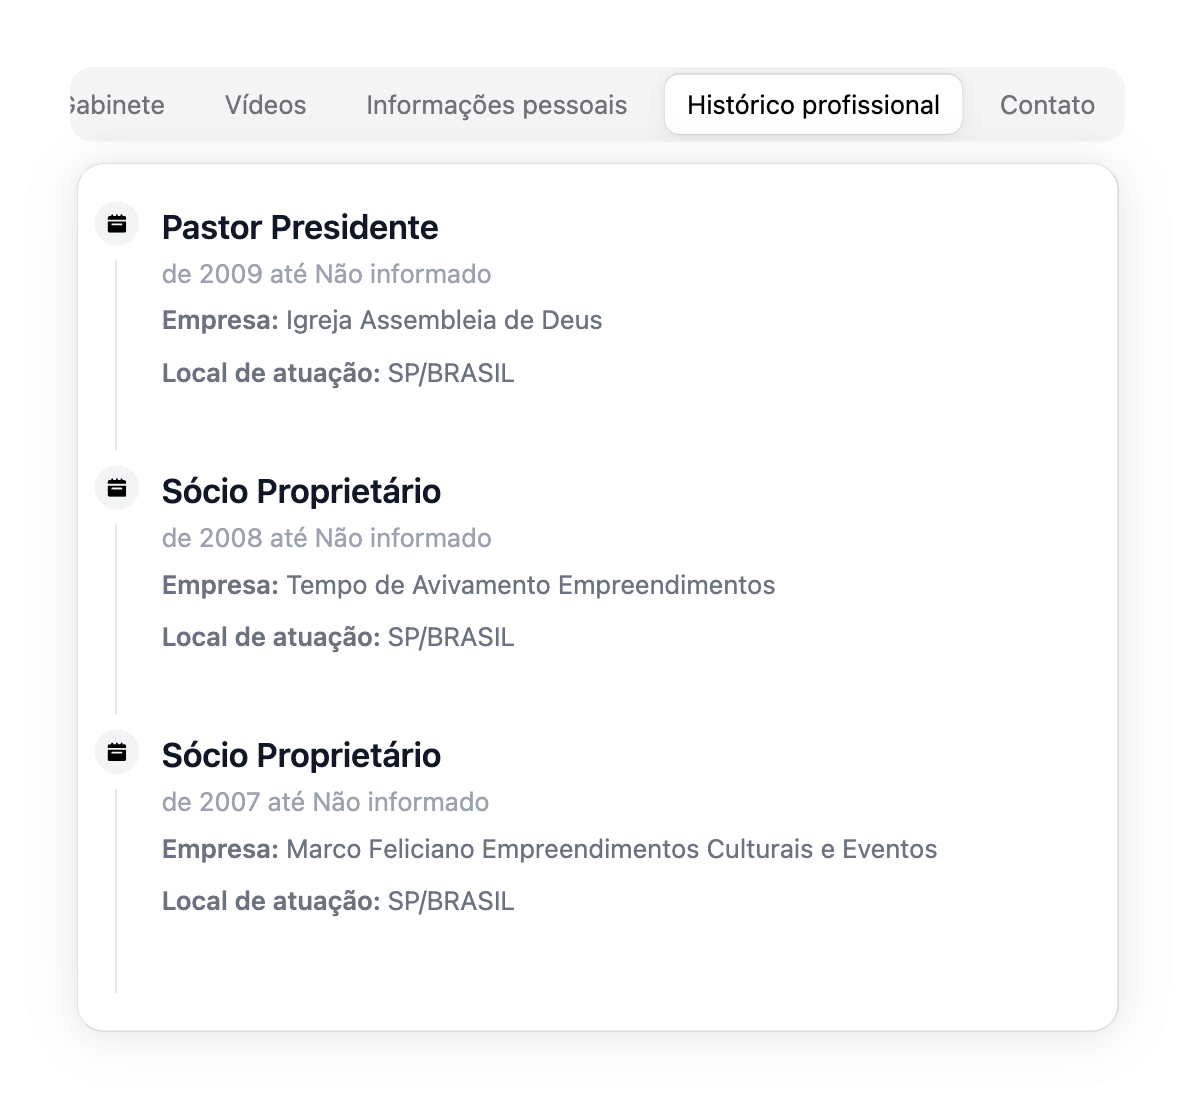 Gabinete Vídeos Informações pessoais Histórico profissional Contato
Pastor Presidente
de 2009 até Não informado
Empresa: Igreja Assembleia de Deus
Local de atuação: SP/BRASIL
Sócio Proprietário
de 2008 até Não informado
Empresa: Tempo de Avivamento Empreendimentos
Local de atuação: SP/BRASIL
Sócio Proprietário
de 2007 até Não informado
Empresa: Marco Feliciano Empreendimentos Culturais e Eventos
Local de atuação: SP/BRASIL